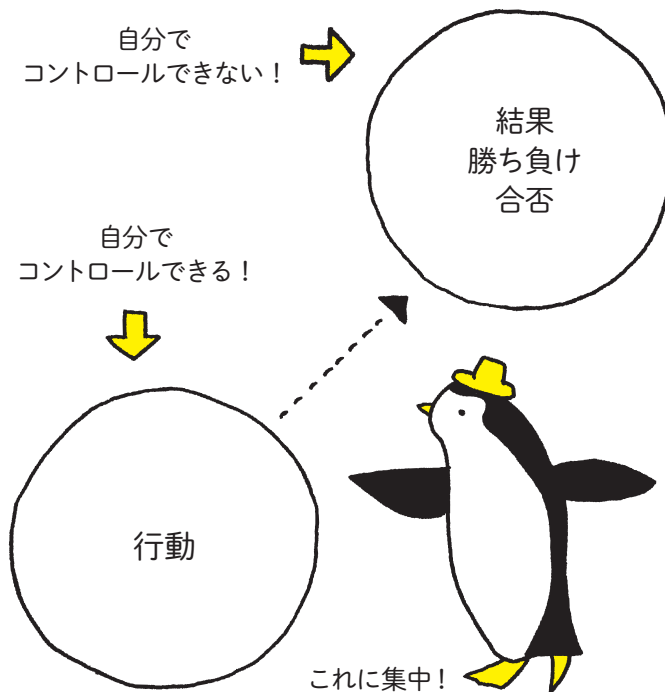 自分で
コントロールできない！
結果
勝ち負け
合否
自分で
コントロールできる！
行動
これに集中！